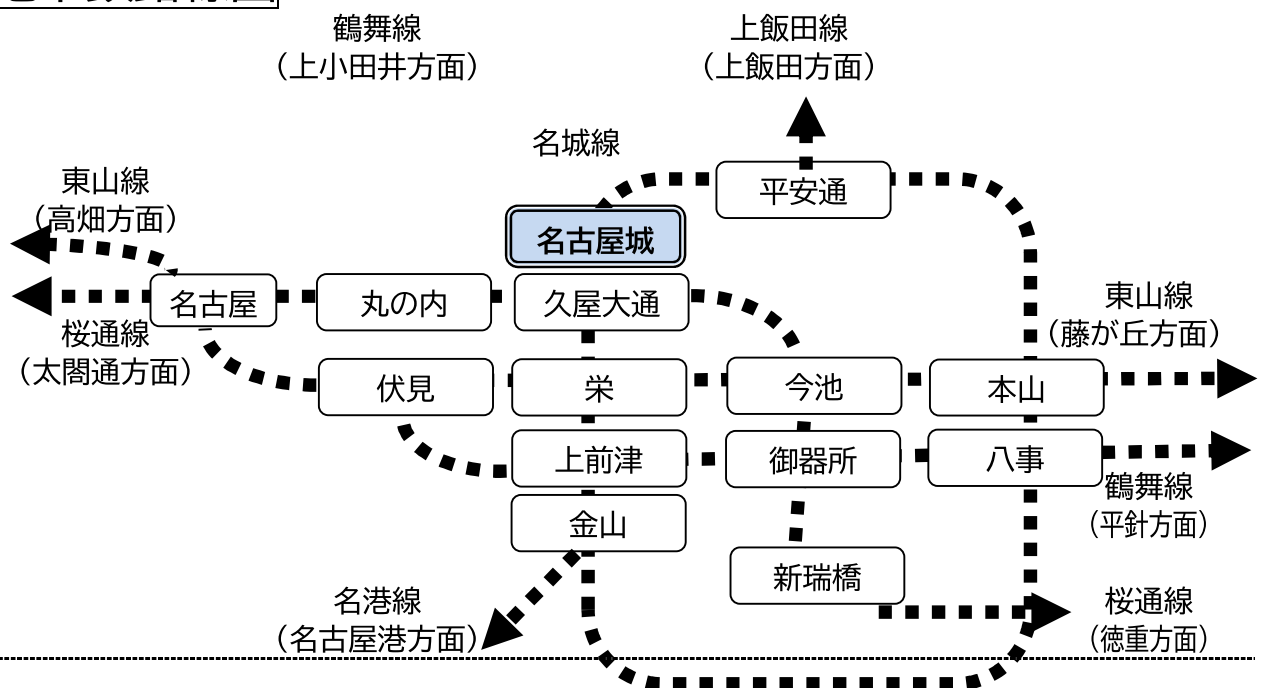 鶴舞線
（上小田井方面）
上飯田線
（上飯田方面）
名城線
東山線
（高畑方面）
平安通
名古屋城
名古屋
丸の内
久屋大通
東山線
（藤が丘方面）
桜通線
（太閤通方面）
伏見
栄
今池
本山
上前津
御器所
八事
鶴舞線
（平針方面）
金山
新瑞橋
名港線
（名古屋港方面）
桜通線
（徳重方面）